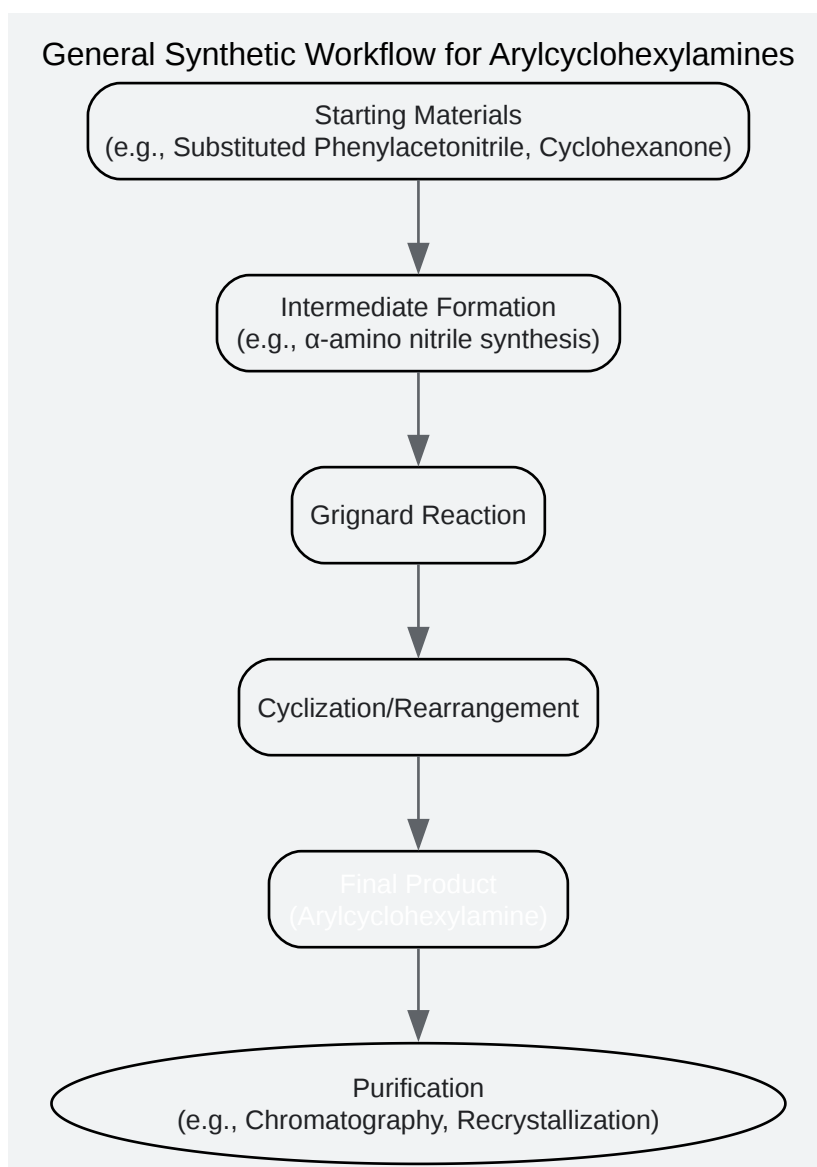 General Synthetic Workflow for Arylcyclohexylamines
Starting Materials
(e.g., Substituted Phenylacetonitrile, Cyclohexanone)
Intermediate Formation
(e.g., α-amino nitrile synthesis)
Grignard Reaction
Cyclization/Rearrangement
Final Product
(Arylcyclohexylamine)
Purification
(e.g., Chromatography, Recrystallization)